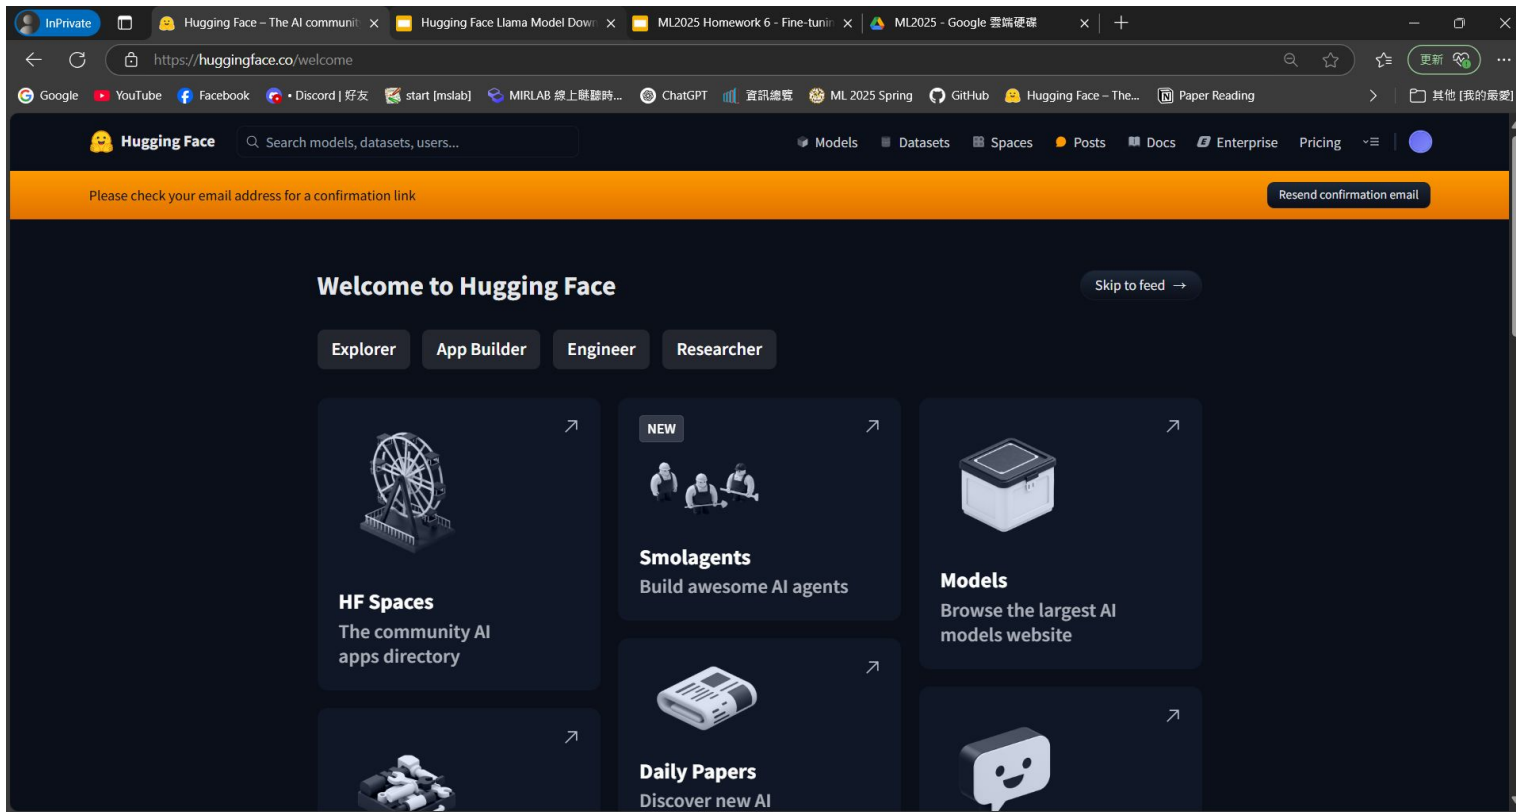 InPrivate
Hugging Face – The AI communit
Hugging Face Llama Model Down
ML2025 Homework 6 - Fine-tunin
ML2025 - Google 雲端硬碟
https://huggingface.co/welcome
更新
Google
YouTube
Facebook
• Discord | 好友
start [mslab]
MIRLAB 線上瞇聽時...
ChatGPT
資訊總覽
ML 2025 Spring
GitHub
Hugging Face – The...
Paper Reading
其他 [我的最愛]
Hugging Face
Search models, datasets, users...
Models
Datasets
Spaces
Posts
Docs
Enterprise
Pricing
Please check your email address for a confirmation link
Resend confirmation email
Welcome to Hugging Face
Skip to feed →
Explorer
App Builder
Engineer
Researcher
HF Spaces
The community AI
apps directory
NEW
Smolagents
Build awesome AI agents
Models
Browse the largest AI
models website
Daily Papers
Discover new AI